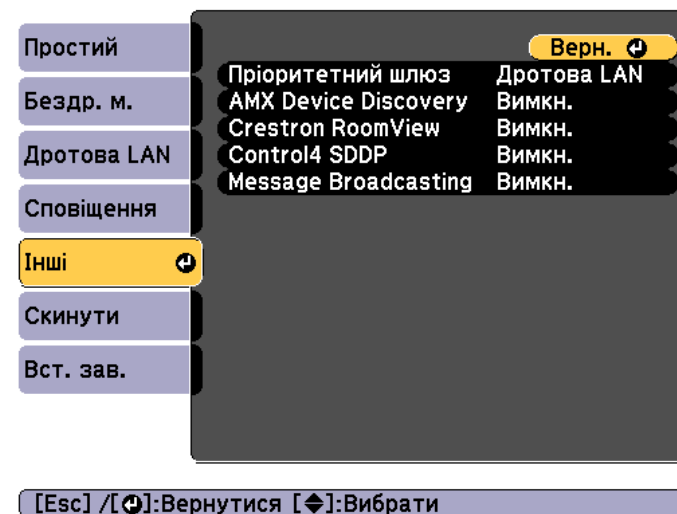 Простий
Бездр. м.
Дротова LAN
Сповіщення
Інші
Скинути
Вст. зав.
Верн.
Пріоритетний шлюз Дротова LAN
AMX Device Discovery Вимкн.
Crestron RoomView Вимкн.
Control4 SDDP Вимкн.
Message Broadcasting Вимкн.
[Esc] /[⏎]:Вернутися [◆]:Вибрати